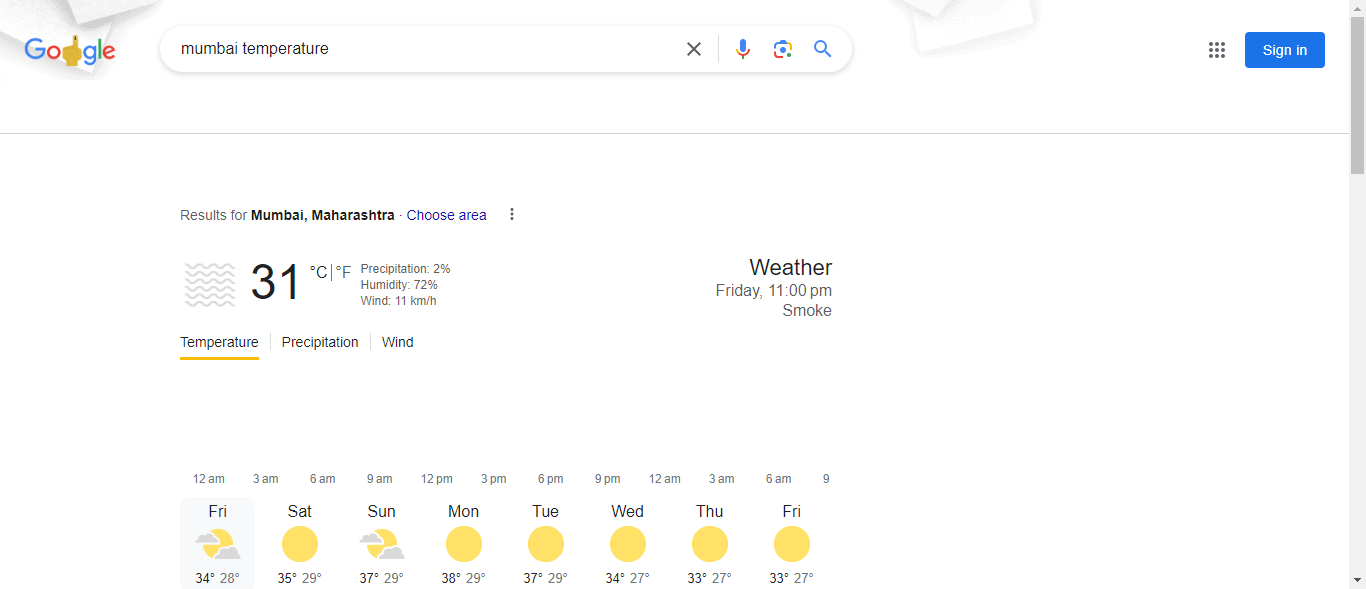 Google
mumbai temperature
Sign in
Results for Mumbai, Maharashtra · Choose area
31 °C | °F
Precipitation: 2%
Humidity: 72%
Wind: 11 km/h
Weather
Friday, 11:00 pm
Smoke
Temperature
Precipitation
Wind
12 am 3 am 6 am 9 am 12 pm 3 pm 6 pm 9 pm 12 am 3 am 6 am 9
Fri Sat Sun Mon Tue Wed Thu Fri
34° 28° 35° 29° 37° 29° 38° 29° 37° 29° 34° 27° 33° 27° 33° 27°